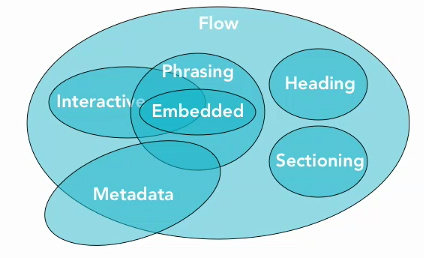 Flow
Phrasing
Heading
Interactive
Embedded
Sectioning
Metadata